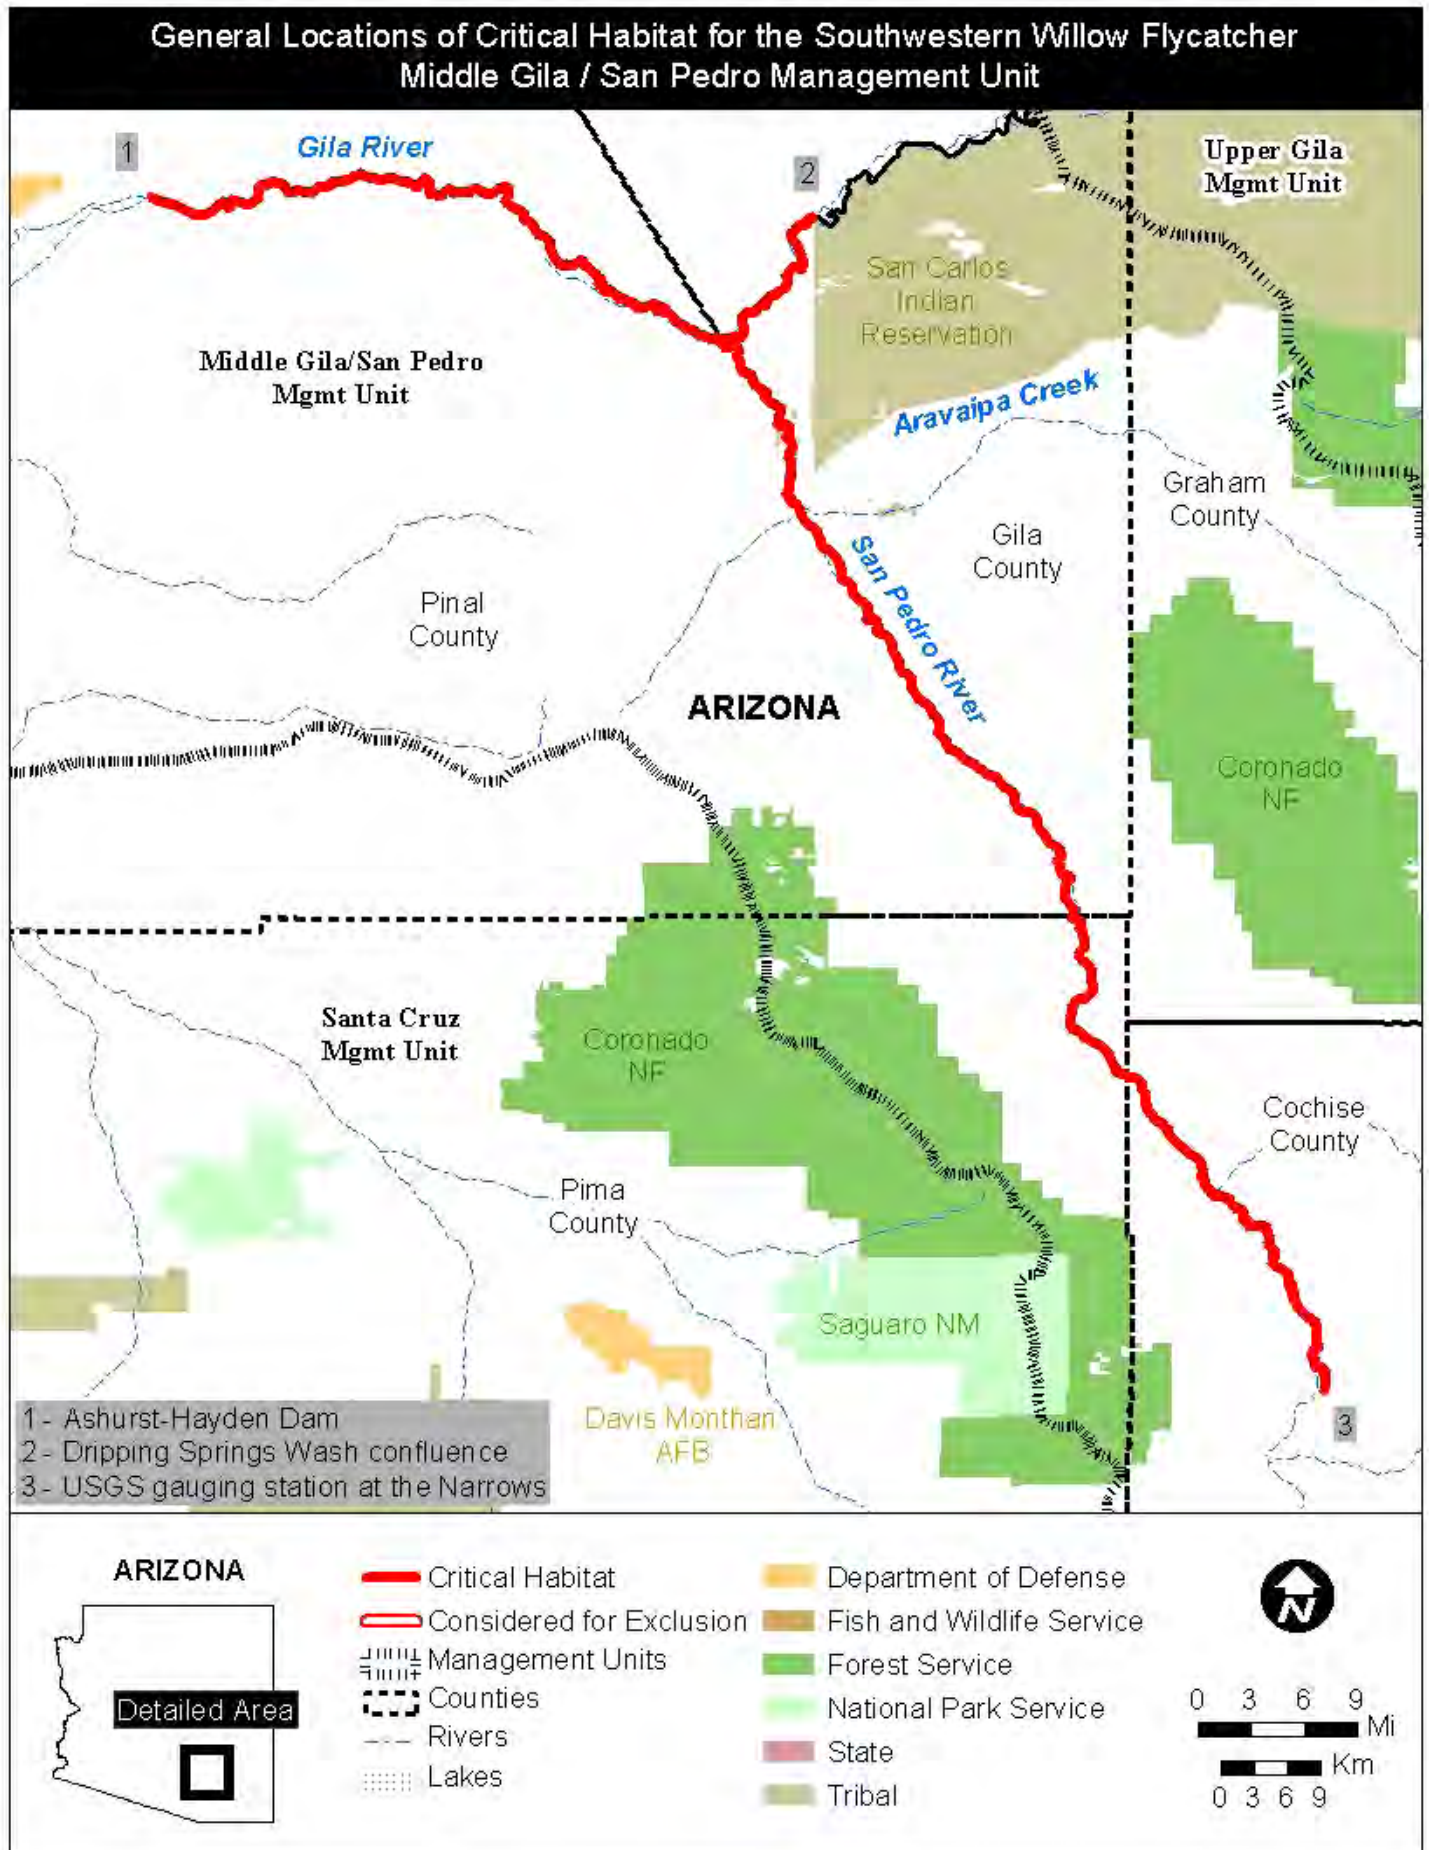 General Locations of Critical Habitat for the Southwestern Willow Flycatcher
Middle Gila / San Pedro Management Unit
1
Gila River
2
Upper Gila
Mgmt Unit
San Carlos
Indian
Reservation
Middle Gila/San Pedro
Mgmt Unit
Aravaipa Creek
Graham
County
Gila
County
San Pedro River
Pinal
County
ARIZONA
Coronado
NF
Santa Cruz
Mgmt Unit
Coronado
NF
Cochise
County
Pima
County
Saguaro NM
Davis Monthan
AFB
3
1- Ashurst-Hayden Dam
2- Dripping Springs Wash confluence
3- USGS gauging station at the Narrows
ARIZONA
Detailed Area
Critical Habitat
Considered for Exclusion
Management Units
Counties
Rivers
Lakes
Department of Defense
Fish and Wildlife Service
Forest Service
National Park Service
State
Tribal
N
0 3 6 9
Mi
Km
0 3 6 9